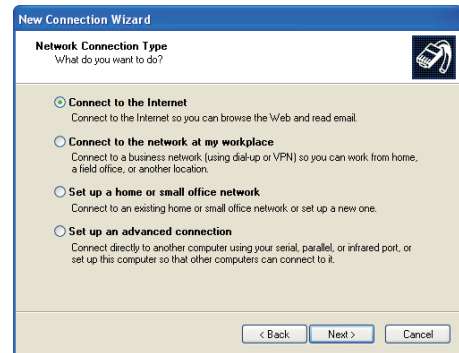 New Connection Wizard
Network Connection Type
What do you want to do?
Connect to the Internet
Connect to the Internet so you can browse the Web and read email.
Connect to the network at my workplace
Connect to a business network (using dial-up or VPN) so you can work from home,
a field office, or another location.
Set up a home or small office network
Connect to an existing home or small office network or set up a new one.
Set up an advanced connection
Connect directly to another computer using your serial, parallel, or infrared port, or
set up this computer so that other computers can connect to it.
< Back Next > Cancel